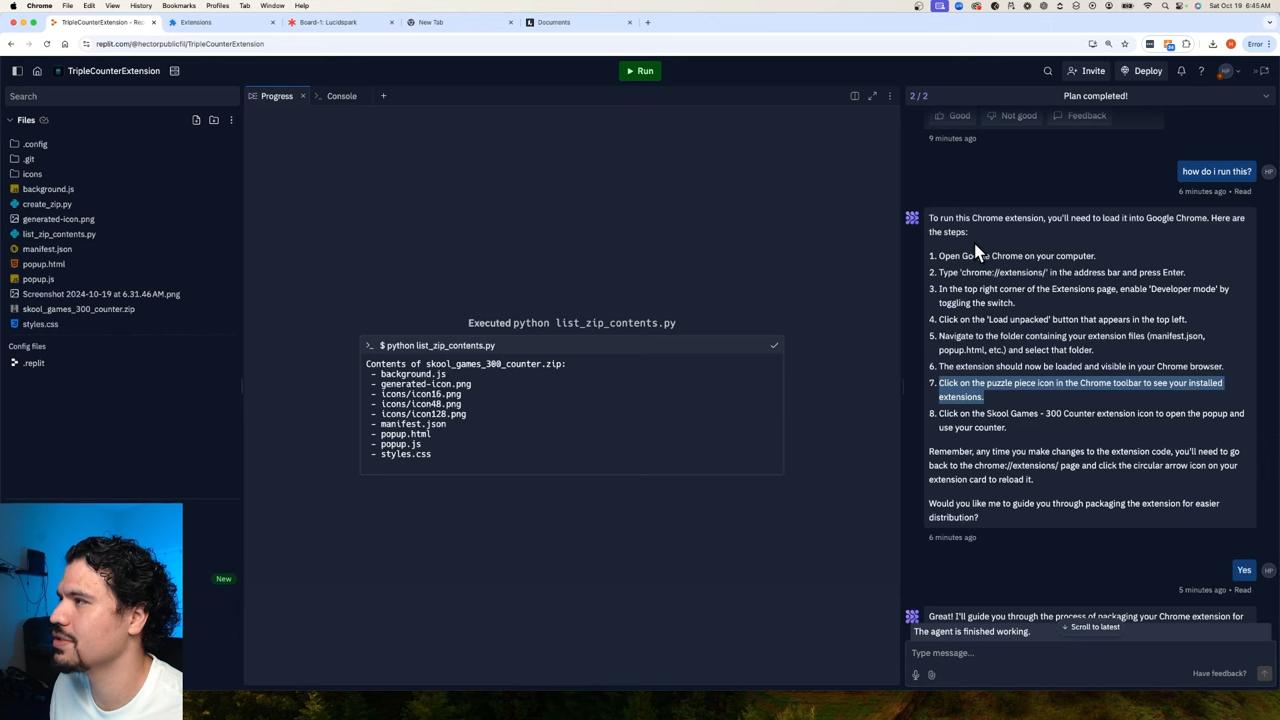 Chrome File Edit View History Bookmarks Profiles Tab Window Help
Sat Oct 19 6:45AM
TripleCounterExtension - Rep
Extensions
Board-1: Lucidspark
New Tab
Documents
replit.com/@hectorpublicfil/TripleCounterExtension
Error
TripleCounterExtension
Run
Invite
Deploy
HP
Search
Progress
Console
2 / 2
Plan completed!
Files
.config
.git
icons
background.js
create_zip.py
generated-icon.png
list_zip_contents.py
manifest.json
popup.html
popup.js
Screenshot 2024-10-19 at 6.31.46 AM.png
skool_games_300_counter.zip
styles.css
Config files
.replit
New
Executed python list_zip_contents.py
$ python list_zip_contents.py
Contents of skool_games_300_counter.zip:
- background.js
- generated-icon.png
- icons/icon16.png
- icons/icon48.png
- icons/icon128.png
- manifest.json
- popup.html
- popup.js
- styles.css
Good
Not good
Feedback
9 minutes ago
how do i run this?
HP
6 minutes ago • Read
To run this Chrome extension, you'll need to load it into Google Chrome. Here are
the steps:
1. Open Google Chrome on your computer.
2. Type 'chrome://extensions/' in the address bar and press Enter.
3. In the top right corner of the Extensions page, enable 'Developer mode' by
toggling the switch.
4. Click on the 'Load unpacked' button that appears in the top left.
5. Navigate to the folder containing your extension files (manifest.json,
popup.html, etc.) and select that folder.
6. The extension should now be loaded and visible in your Chrome browser.
7. Click on the puzzle piece icon in the Chrome toolbar to see your installed
extensions.
8. Click on the Skool Games - 300 Counter extension icon to open the popup and
use your counter.
Remember, any time you make changes to the extension code, you'll need to go
back to the chrome://extensions/ page and click the circular arrow icon on your
extension card to reload it.
Would you like me to guide you through packaging the extension for easier
distribution?
6 minutes ago
Yes
HP
5 minutes ago • Read
Great! I'll guide you through the process of packaging your Chrome extension for
Scroll to latest
The agent is finished working.
Type message...
Have feedback?